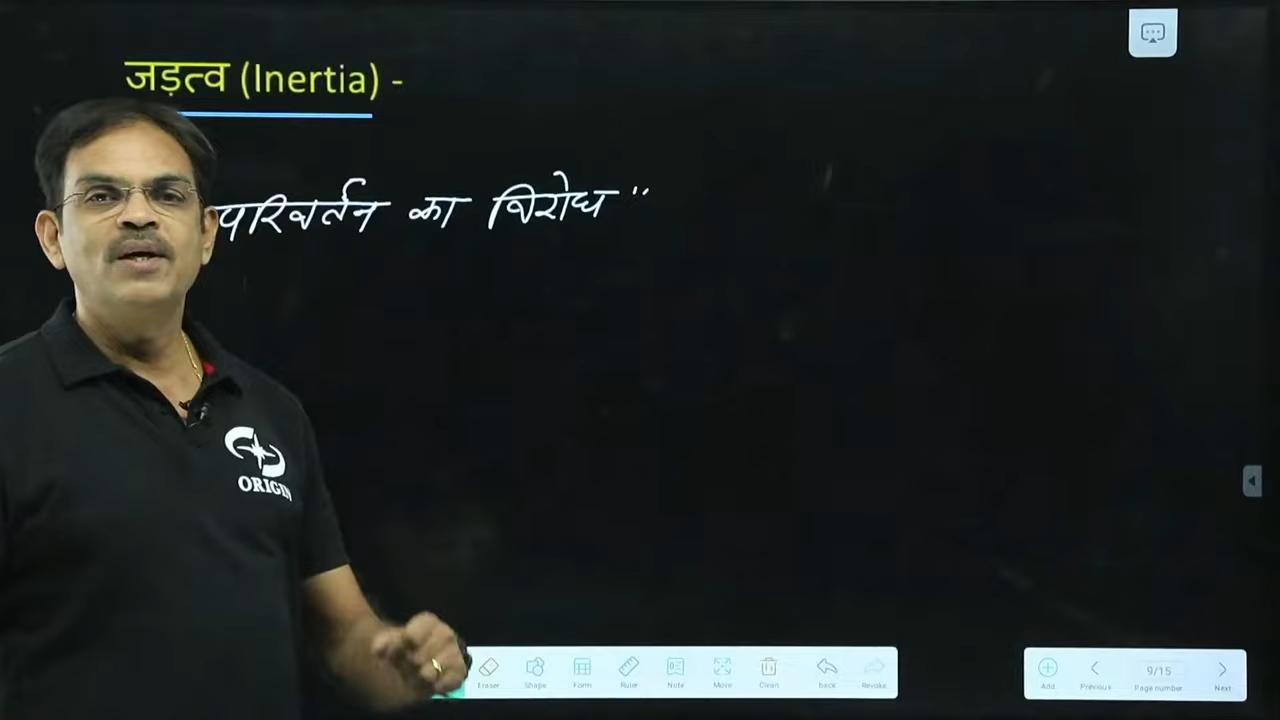 जड़त्व (Inertia) -
परिवर्तन का विरोध"
ORIGIN
Eraser Shape Form Ruler Note Move Clean back Revoke
Add Previous 9/15 Page number Next